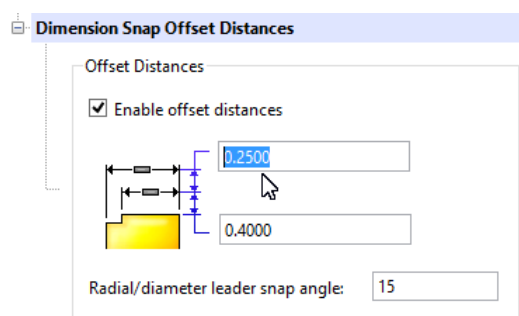 Dimension Snap Offset Distances
Offset Distances
Enable offset distances
0.2500
0.4000
Radial/diameter leader snap angle: 15